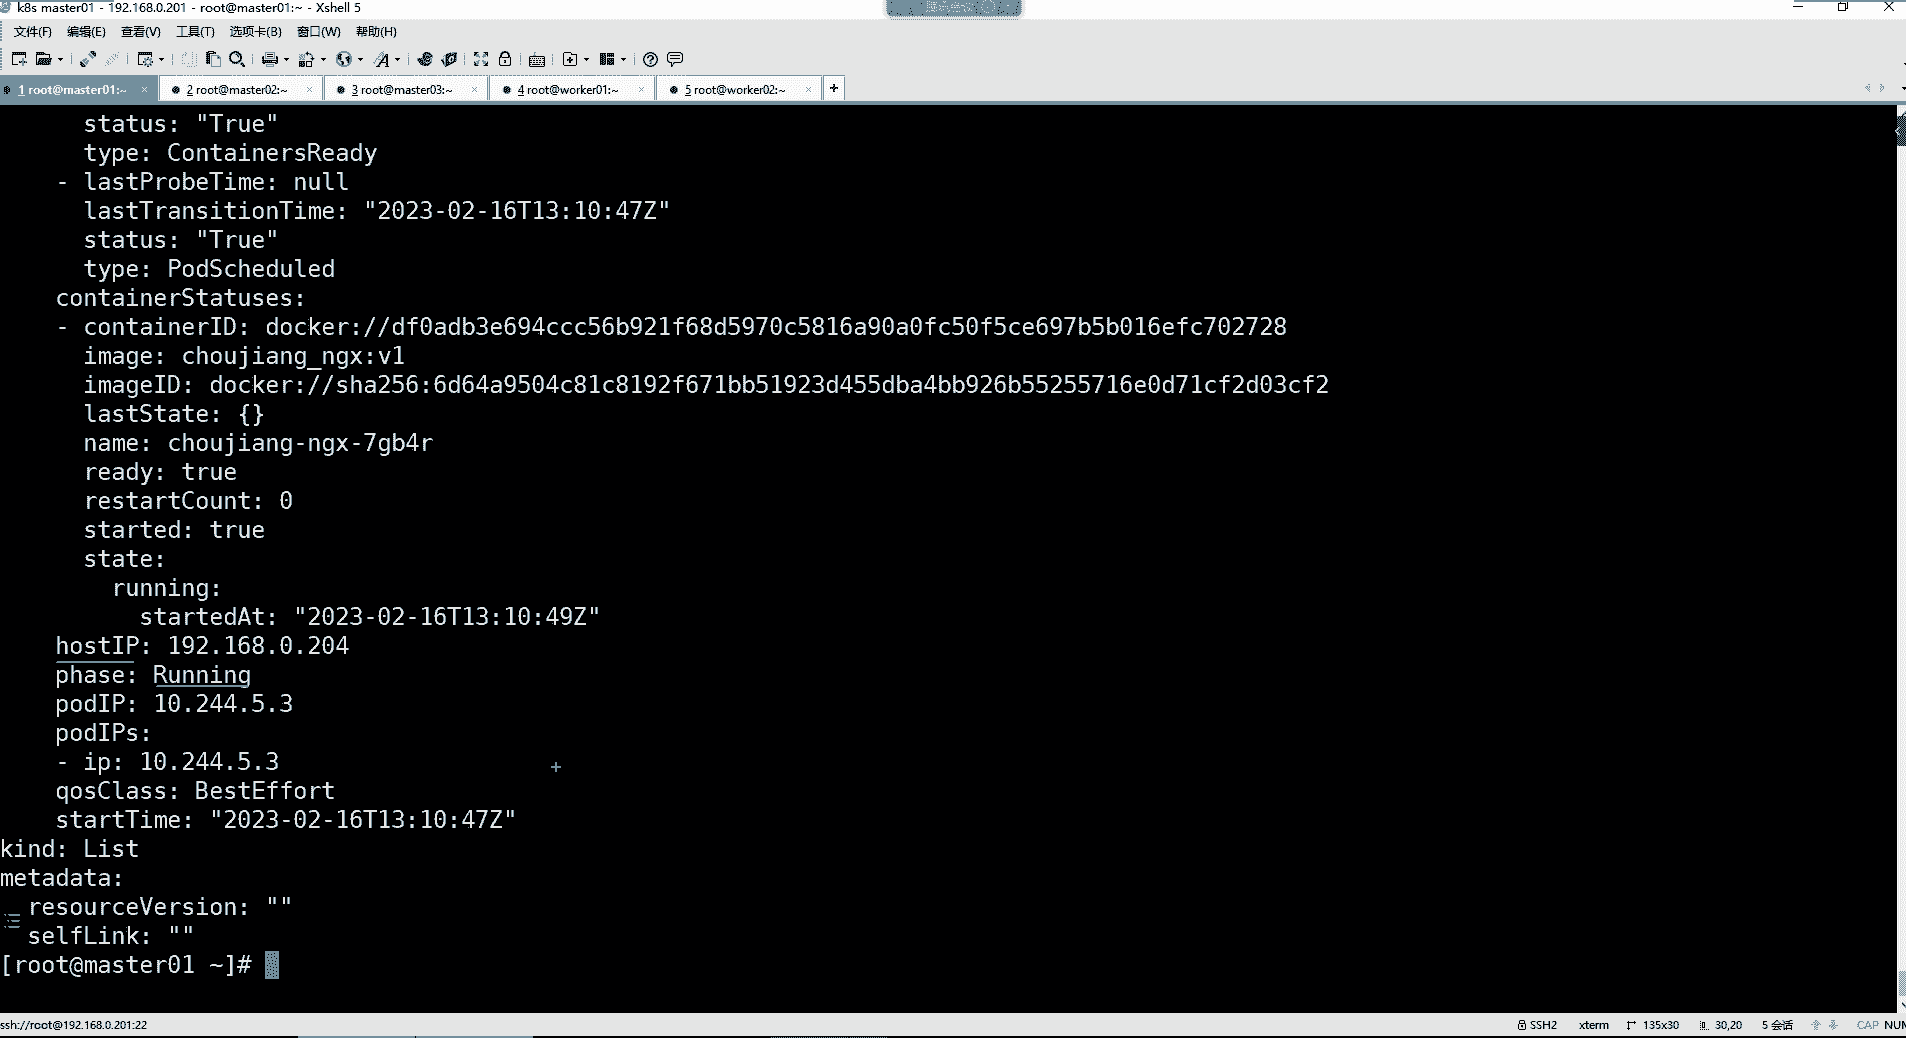 k8s master01 - 192.168.0.201 - root@master01:~ - Xshell 5
文件(F) 编辑(E) 查看(V) 工具(T) 选项卡(B) 窗口(W) 帮助(H)
1 root@master01:~ × 2 root@master02:~ × 3 root@master03:~ × 4 root@worker01:~ × 5 root@worker02:~ × +
status: "True"
type: ContainersReady
- lastProbeTime: null
lastTransitionTime: "2023-02-16T13:10:47Z"
status: "True"
type: PodScheduled
containerStatuses:
- containerID: docker://df0adb3e694ccc56b921f68d5970c5816a90a0fc50f5ce697b5b016efc702728
image: choujiang_ngx:v1
imageID: docker://sha256:6d64a9504c81c8192f671bb51923d455dba4bb926b55255716e0d71cf2d03cf2
lastState: {}
name: choujiang-ngx-7gb4r
ready: true
restartCount: 0
started: true
state:
running:
startedAt: "2023-02-16T13:10:49Z"
hostIP: 192.168.0.204
phase: Running
podIP: 10.244.5.3
podIPs:
- ip: 10.244.5.3
qosClass: BestEffort
startTime: "2023-02-16T13:10:47Z"
kind: List
metadata:
resourceVersion: ""
selfLink: ""
[root@master01 ~]#
ssh://root@192.168.0.201:22 SSH2 xterm 135x30 30,20 5 会话 CAP NUM